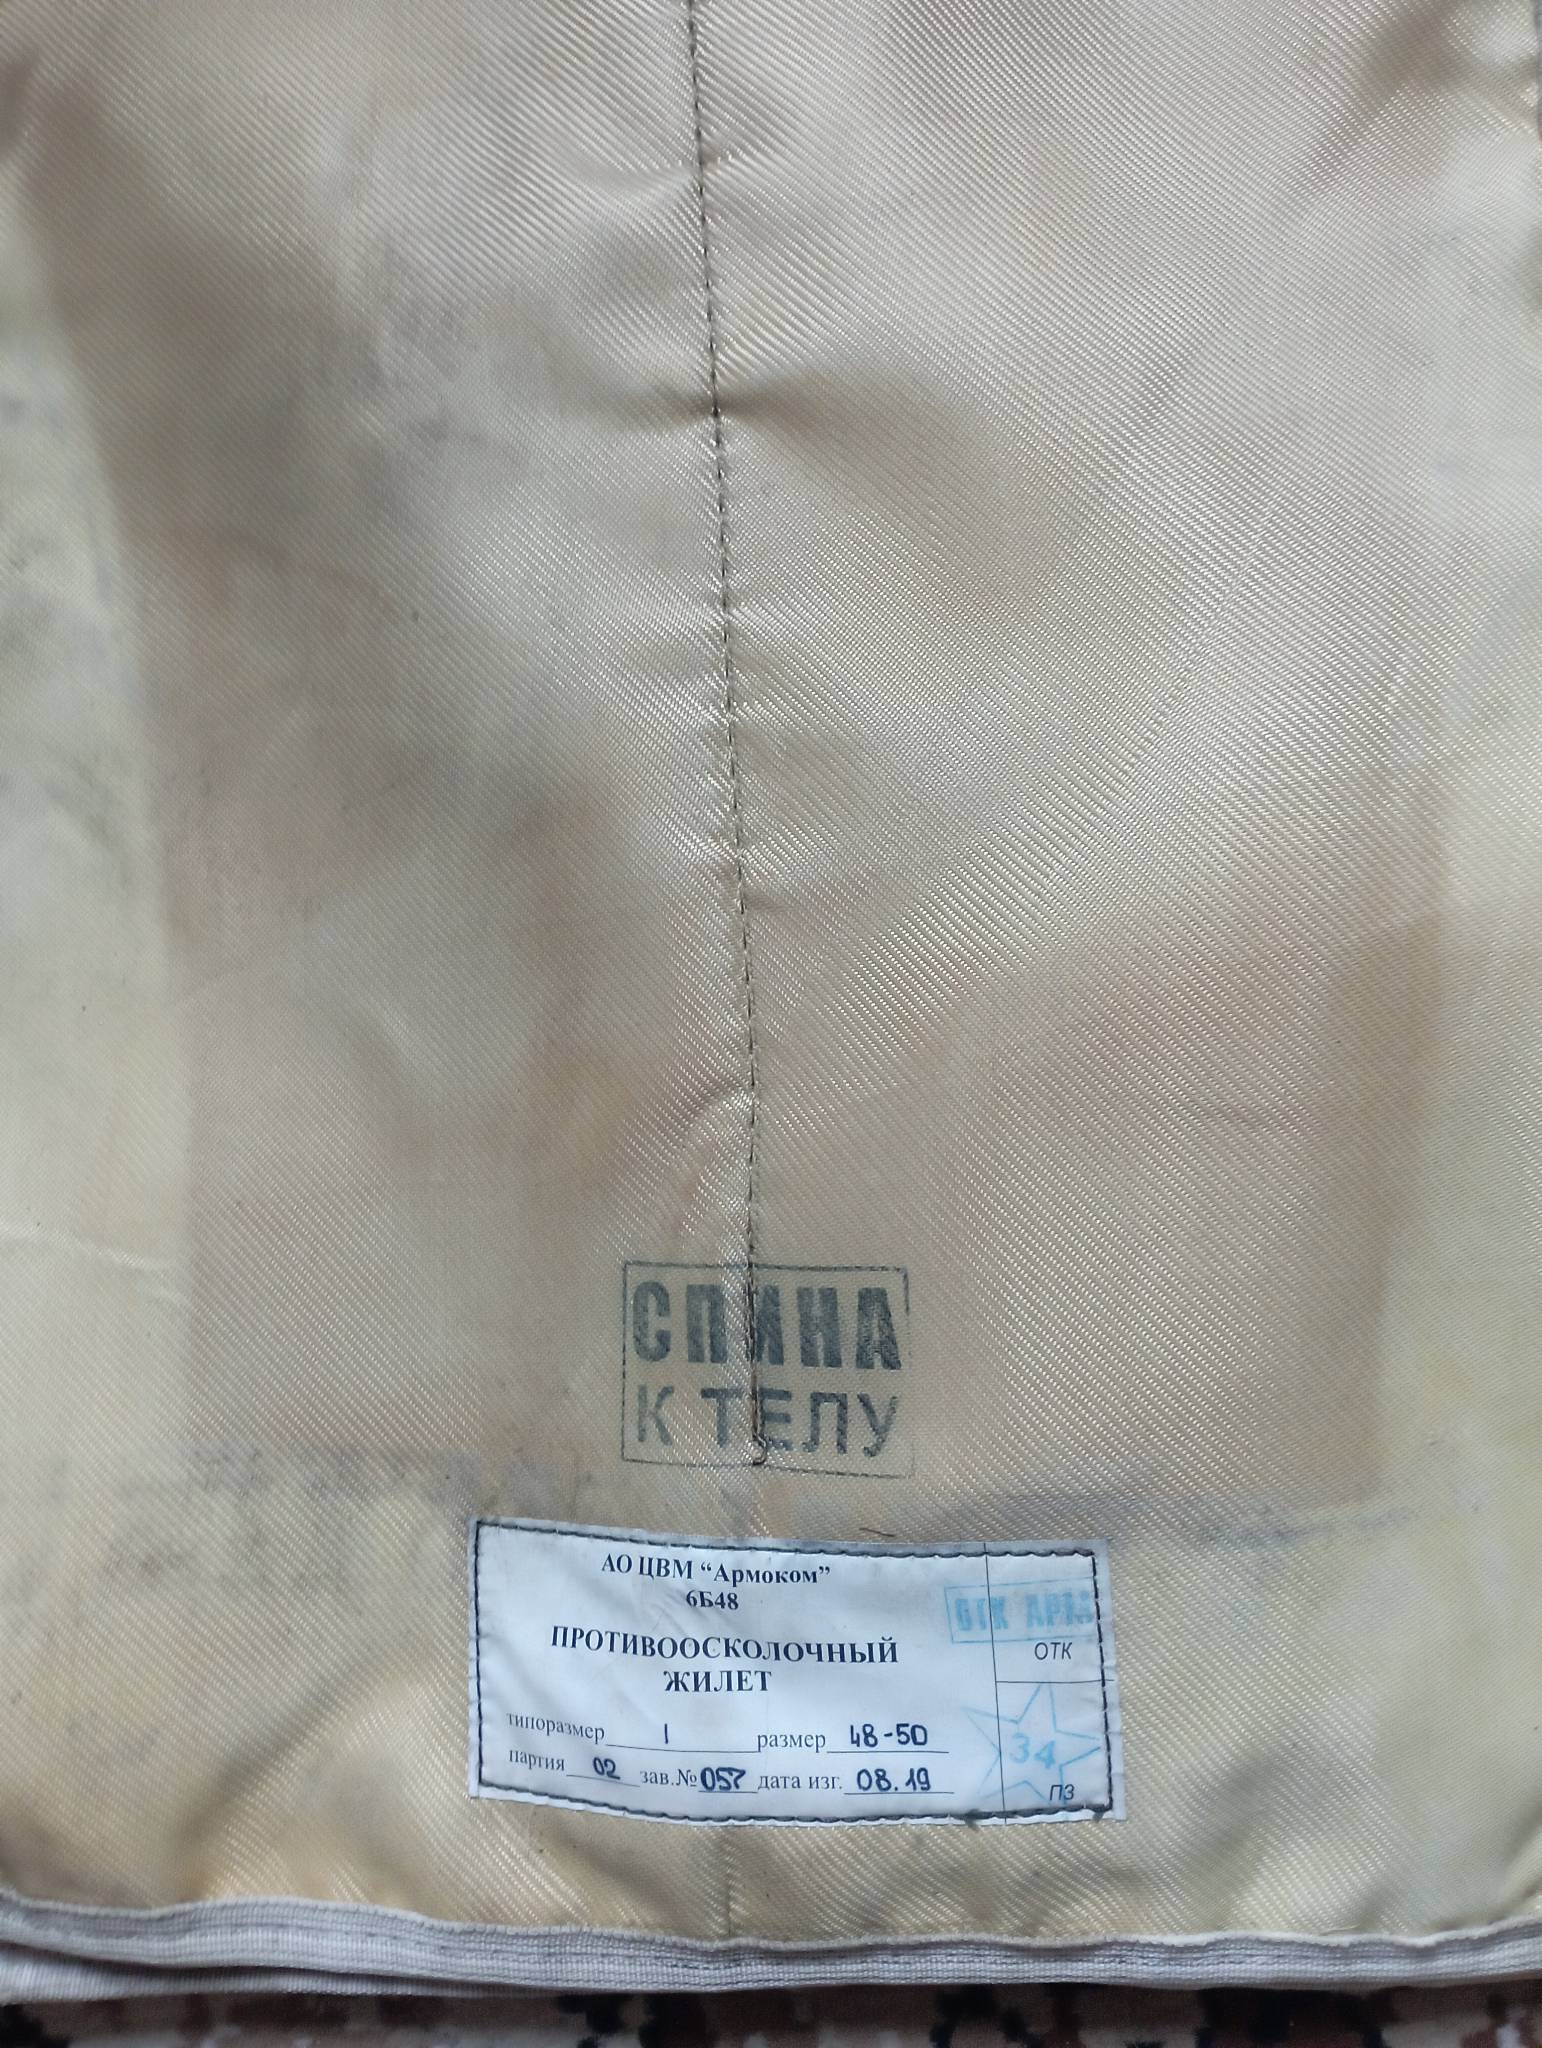 СПИНА
К ТЕЛУ
АО ЦВМ “Армоком”
6Б48
ПРОТИВООСКОЛОЧНЫЙ
ЖИЛЕТ
типоразмер 1 размер 48-50
партия 02 зав.№ 057 дата изг. 08.19
ОТК
ОТК
34
ПЗ